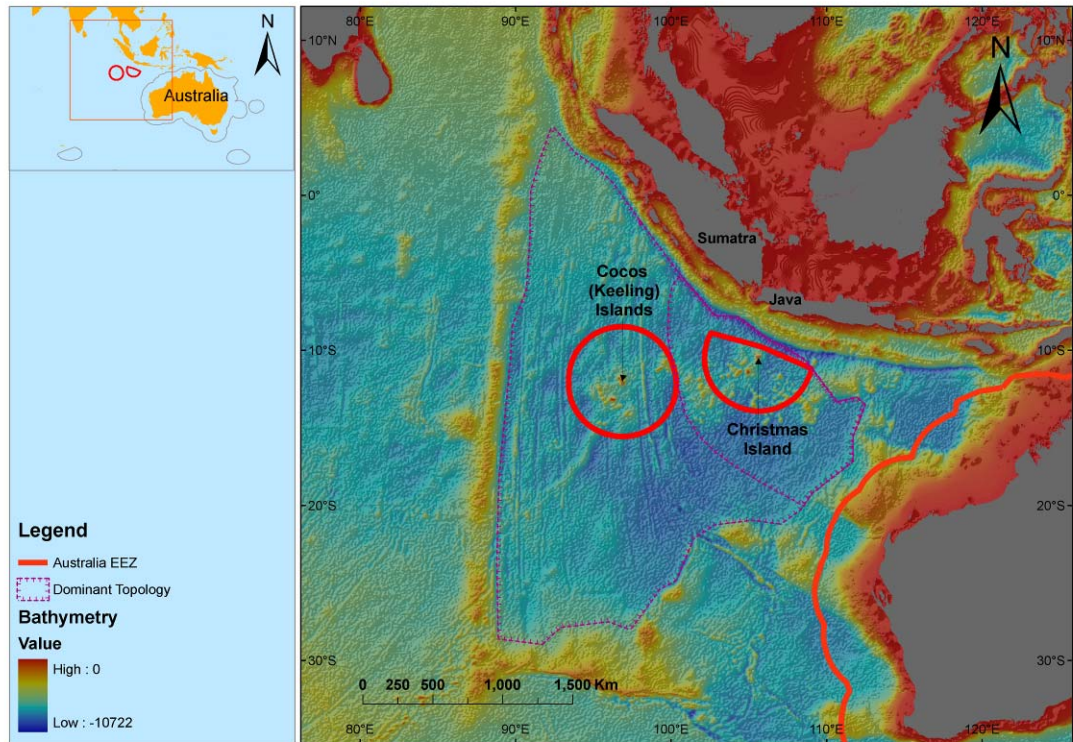 N
Australia
Legend
Australia EEZ
Dominant Topology
Bathymetry
Value
High : 0
Low : -10722
80°E
90°E
100°E
110°E
120°E
10°N
10°N
N
0°
0°
Sumatra
Cocos
(Keeling)
Islands
Java
10°S
10°S
Christmas
Island
20°S
20°S
30°S
30°S
0 250 500 1,000 1,500 Km
80°E
90°E
100°E
110°E
120°E